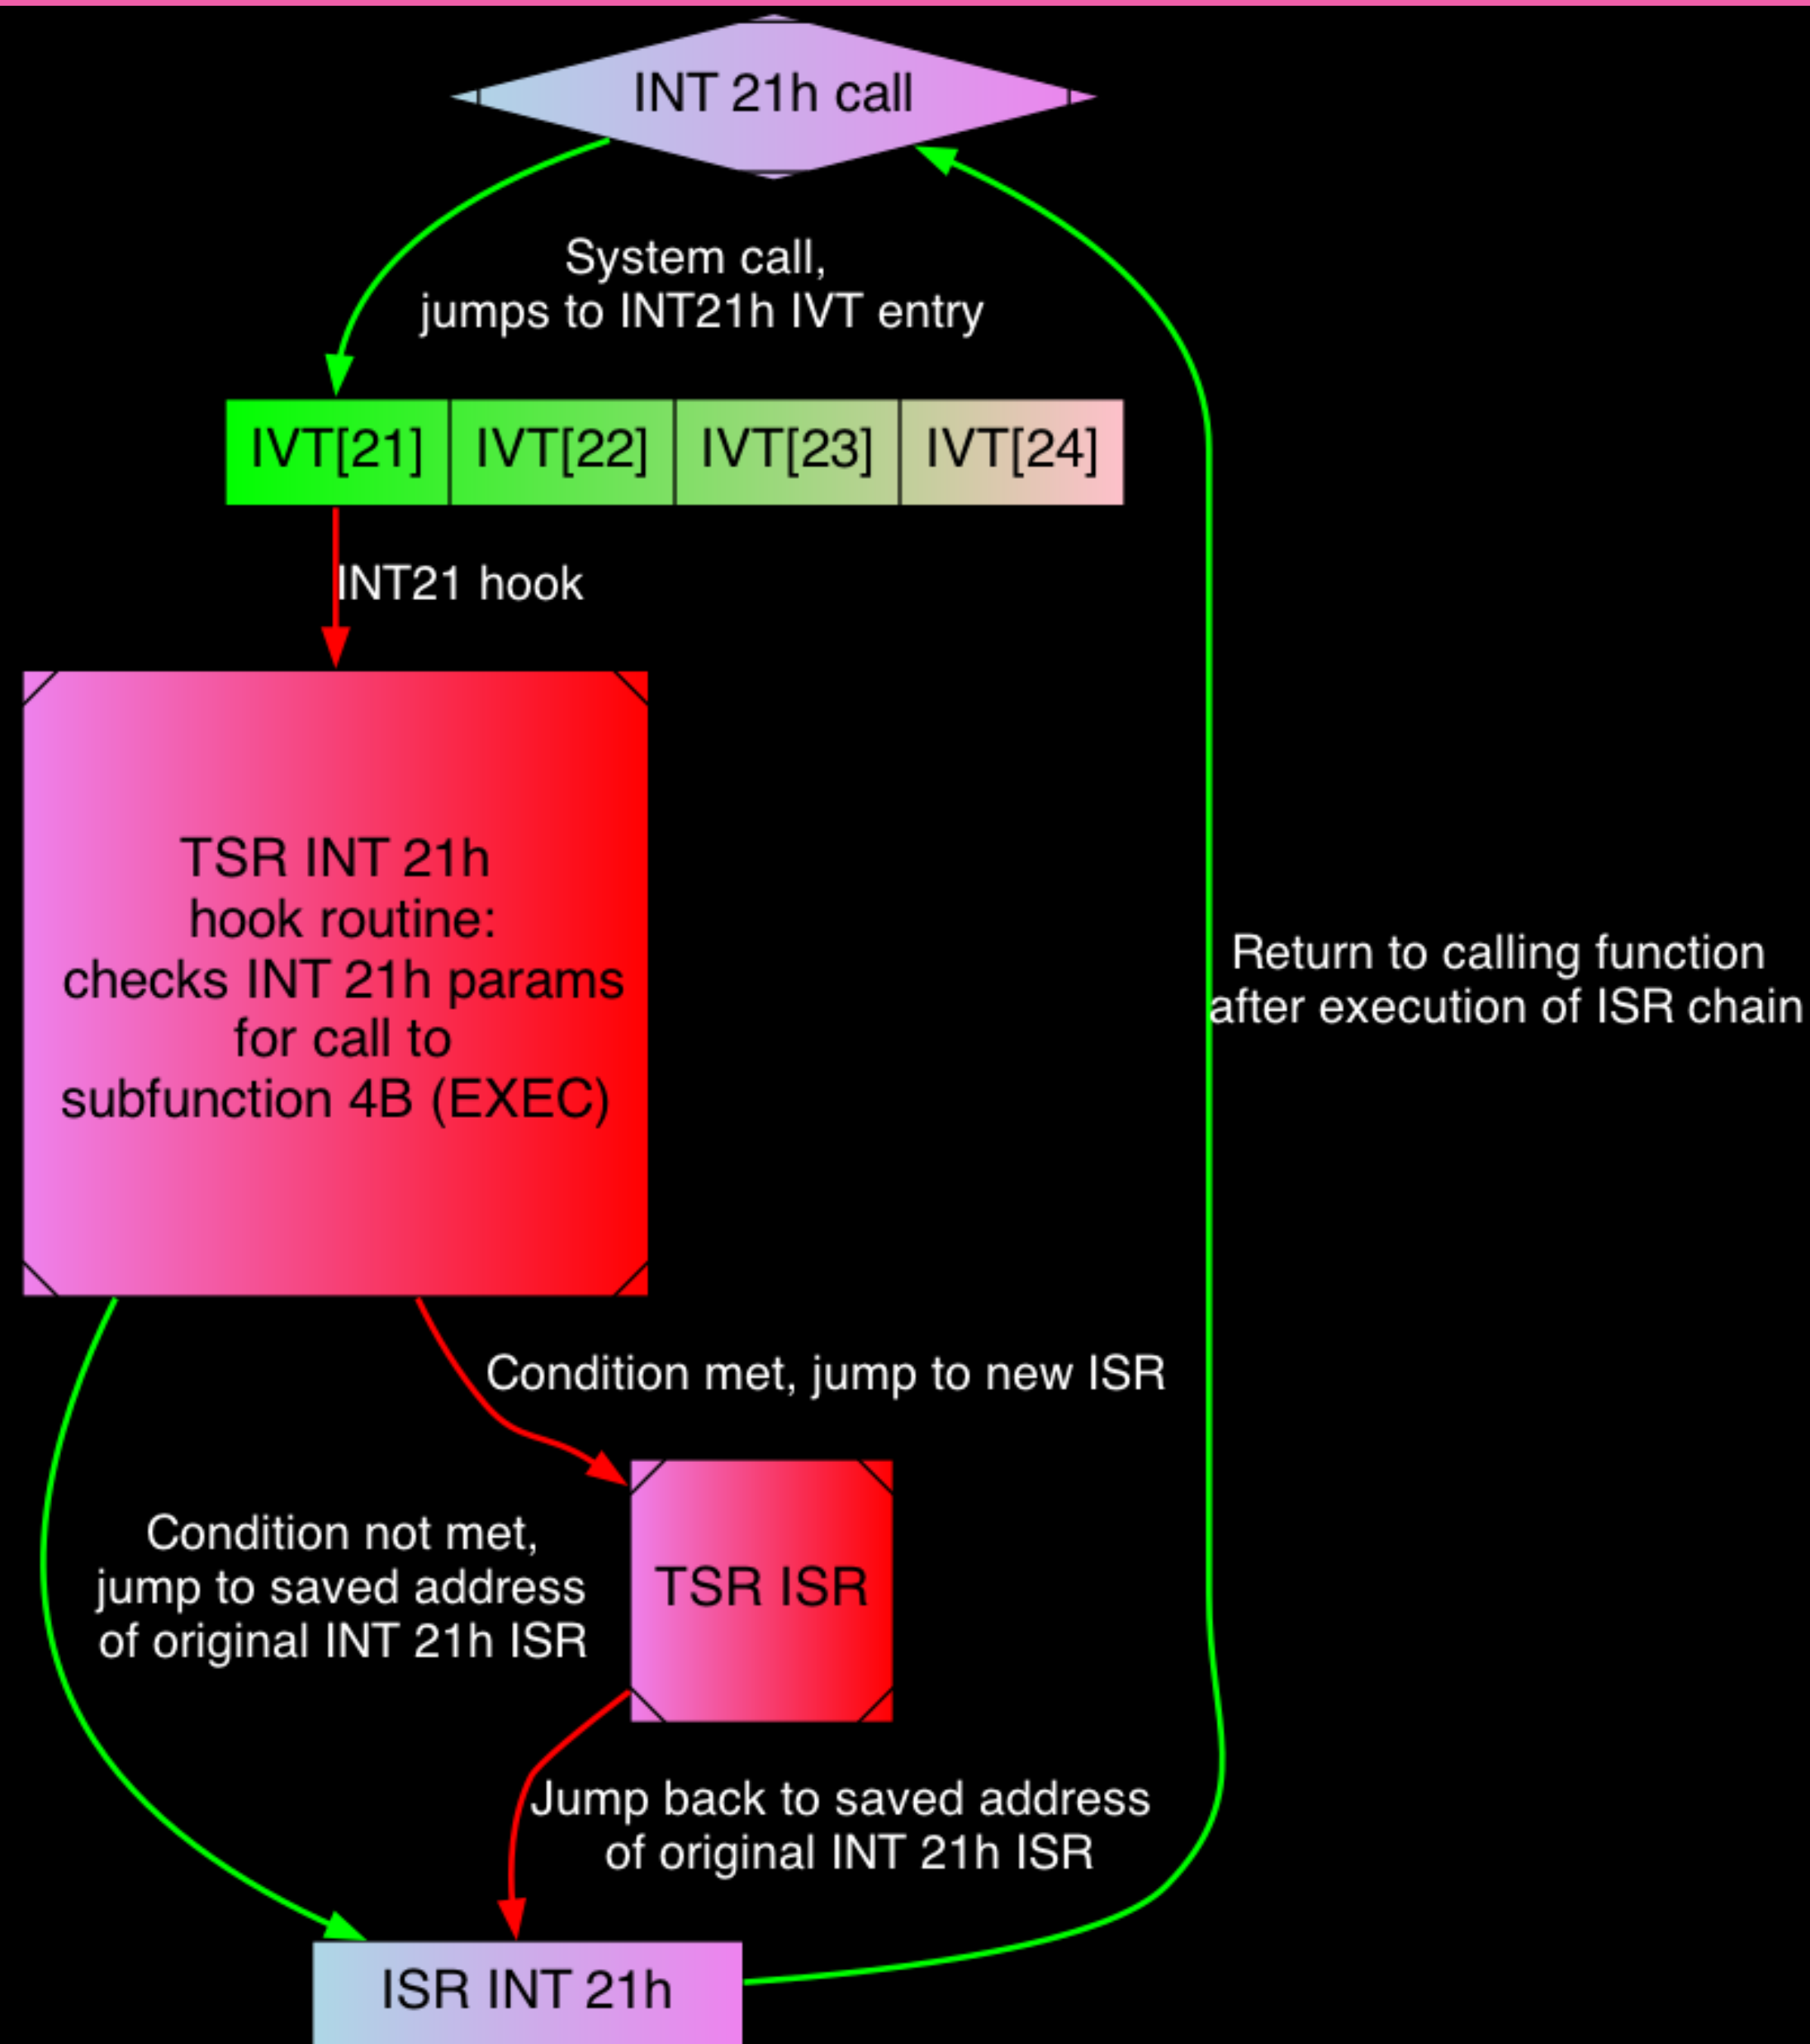 INT 21h call
System call,
jumps to INT21h IVT entry
IVT[21] IVT[22] IVT[23] IVT[24]
INT21 hook
TSR INT 21h
hook routine:
checks INT 21h params
for call to
subfunction 4B (EXEC)
Return to calling function
after execution of ISR chain
Condition met, jump to new ISR
Condition not met,
jump to saved address
of original INT 21h ISR
TSR ISR
Jump back to saved address
of original INT 21h ISR
ISR INT 21h